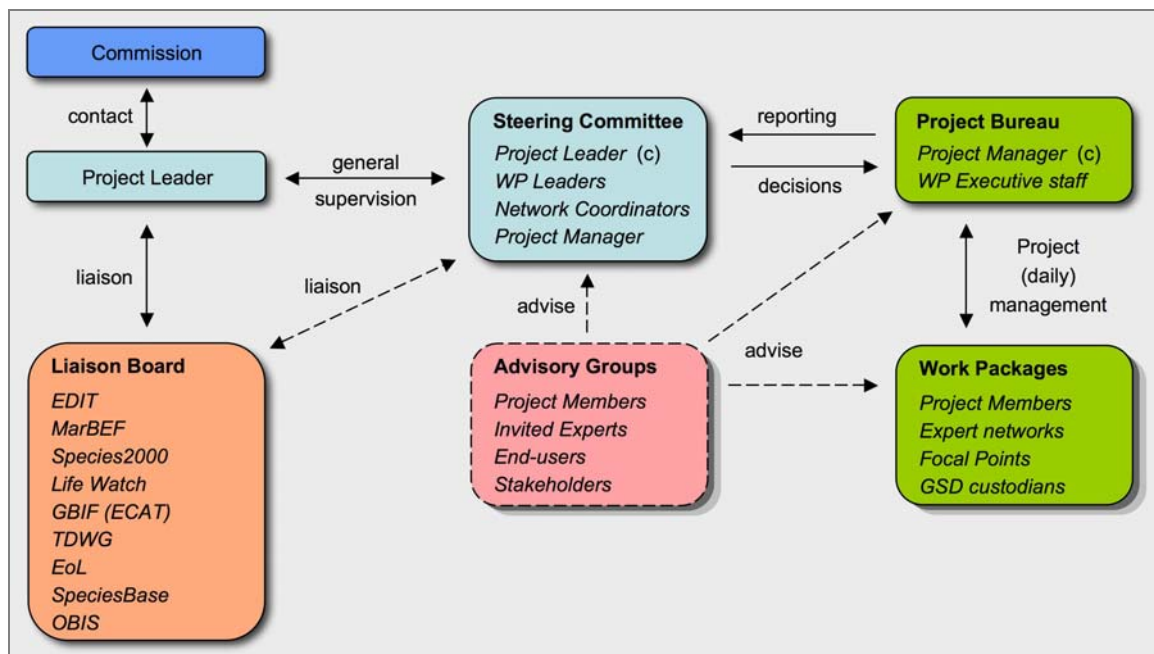 Commission
contact
Project Leader
general
supervision
Steering Committee
Project Leader (c)
WP Leaders
Network Coordinators
Project Manager
reporting
decisions
Project Bureau
Project Manager (c)
WP Executive staff
liaison
liaison
advise
Project
(daily)
management
advise
Liaison Board
EDIT
MarBEF
Species2000
Life Watch
GBIF (ECAT)
TDWG
EoL
SpeciesBase
OBIS
Advisory Groups
Project Members
Invited Experts
End-users
Stakeholders
Work Packages
Project Members
Expert networks
Focal Points
GSD custodians